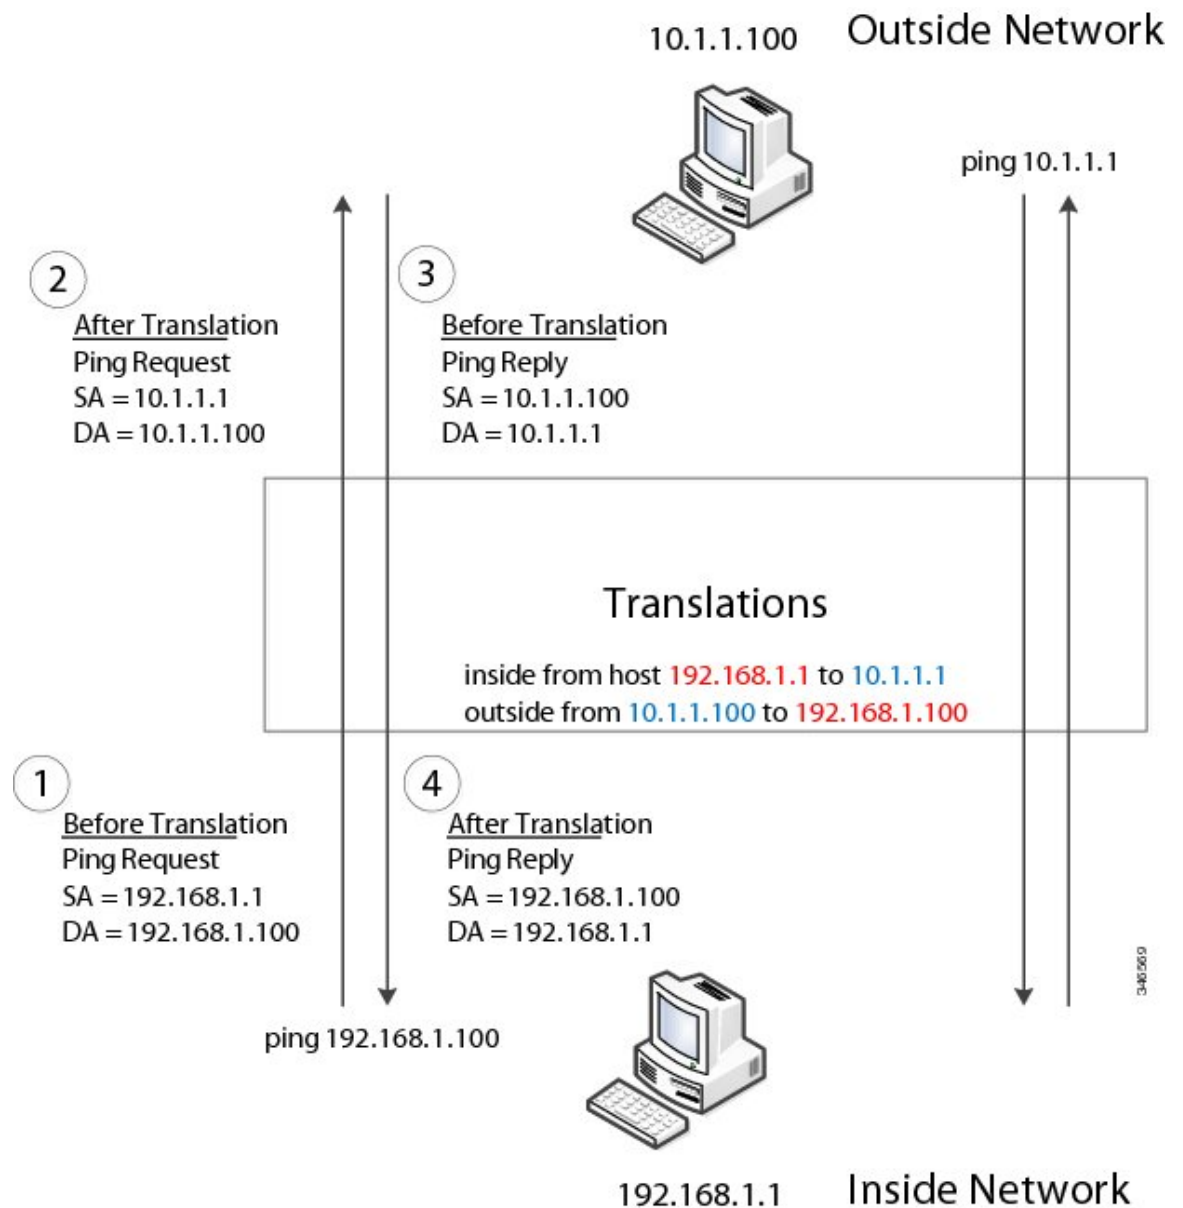 10.1.1.100
Outside Network
ping 10.1.1.1
2
After Translation
Ping Request
SA = 10.1.1.1
DA = 10.1.1.100
3
Before Translation
Ping Reply
SA = 10.1.1.100
DA = 10.1.1.1
Translations
inside from host 192.168.1.1 to 10.1.1.1
outside from 10.1.1.100 to 192.168.1.100
1
Before Translation
Ping Request
SA = 192.168.1.1
DA = 192.168.1.100
4
After Translation
Ping Reply
SA = 192.168.1.100
DA = 192.168.1.1
346569
ping 192.168.1.100
192.168.1.1
Inside Network